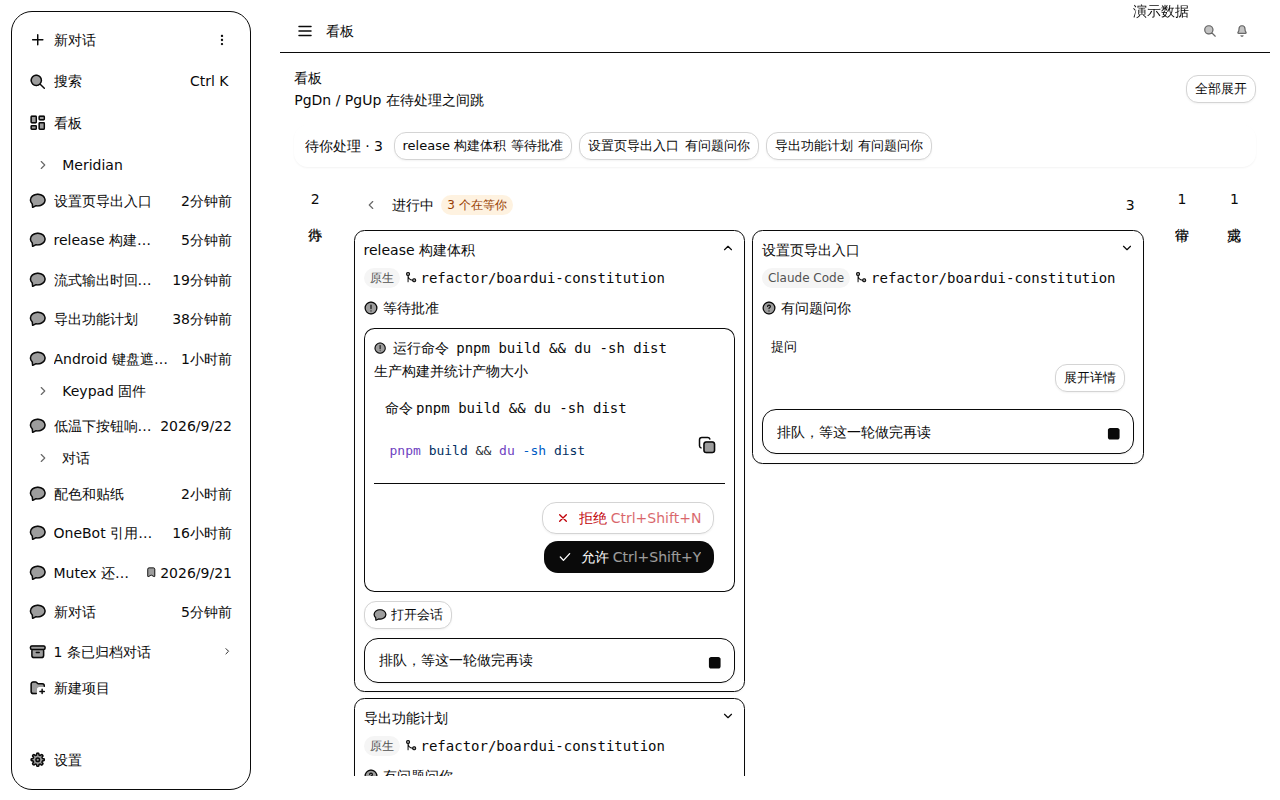 新对话
搜索 Ctrl K
看板
Meridian
设置页导出入口 2分钟前
release 构建… 5分钟前
流式输出时回… 19分钟前
导出功能计划 38分钟前
Android 键盘遮… 1小时前
Keypad 固件
低温下按钮响… 2026/9/22
对话
配色和贴纸 2小时前
OneBot 引用… 16小时前
Mutex 还… 2026/9/21
新对话 5分钟前
1 条已归档对话
新建项目
设置
演示数据
看板
看板
PgDn / PgUp 在待处理之间跳
全部展开
待你处理 · 3 release 构建体积 等待批准 设置页导出入口 有问题问你 导出功能计划 有问题问你
2
进行中 3 个在等你 3
1
1
release 构建体积
原生 refactor/boardui-constitution
等待批准
运行命令 pnpm build && du -sh dist
生产构建并统计产物大小
命令 pnpm build && du -sh dist
pnpm build && du -sh dist
拒绝 Ctrl+Shift+N
允许 Ctrl+Shift+Y
打开会话
排队，等这一轮做完再读
导出功能计划
原生 refactor/boardui-constitution
有问题问你
设置页导出入口
Claude Code refactor/boardui-constitution
有问题问你
提问
展开详情
排队，等这一轮做完再读